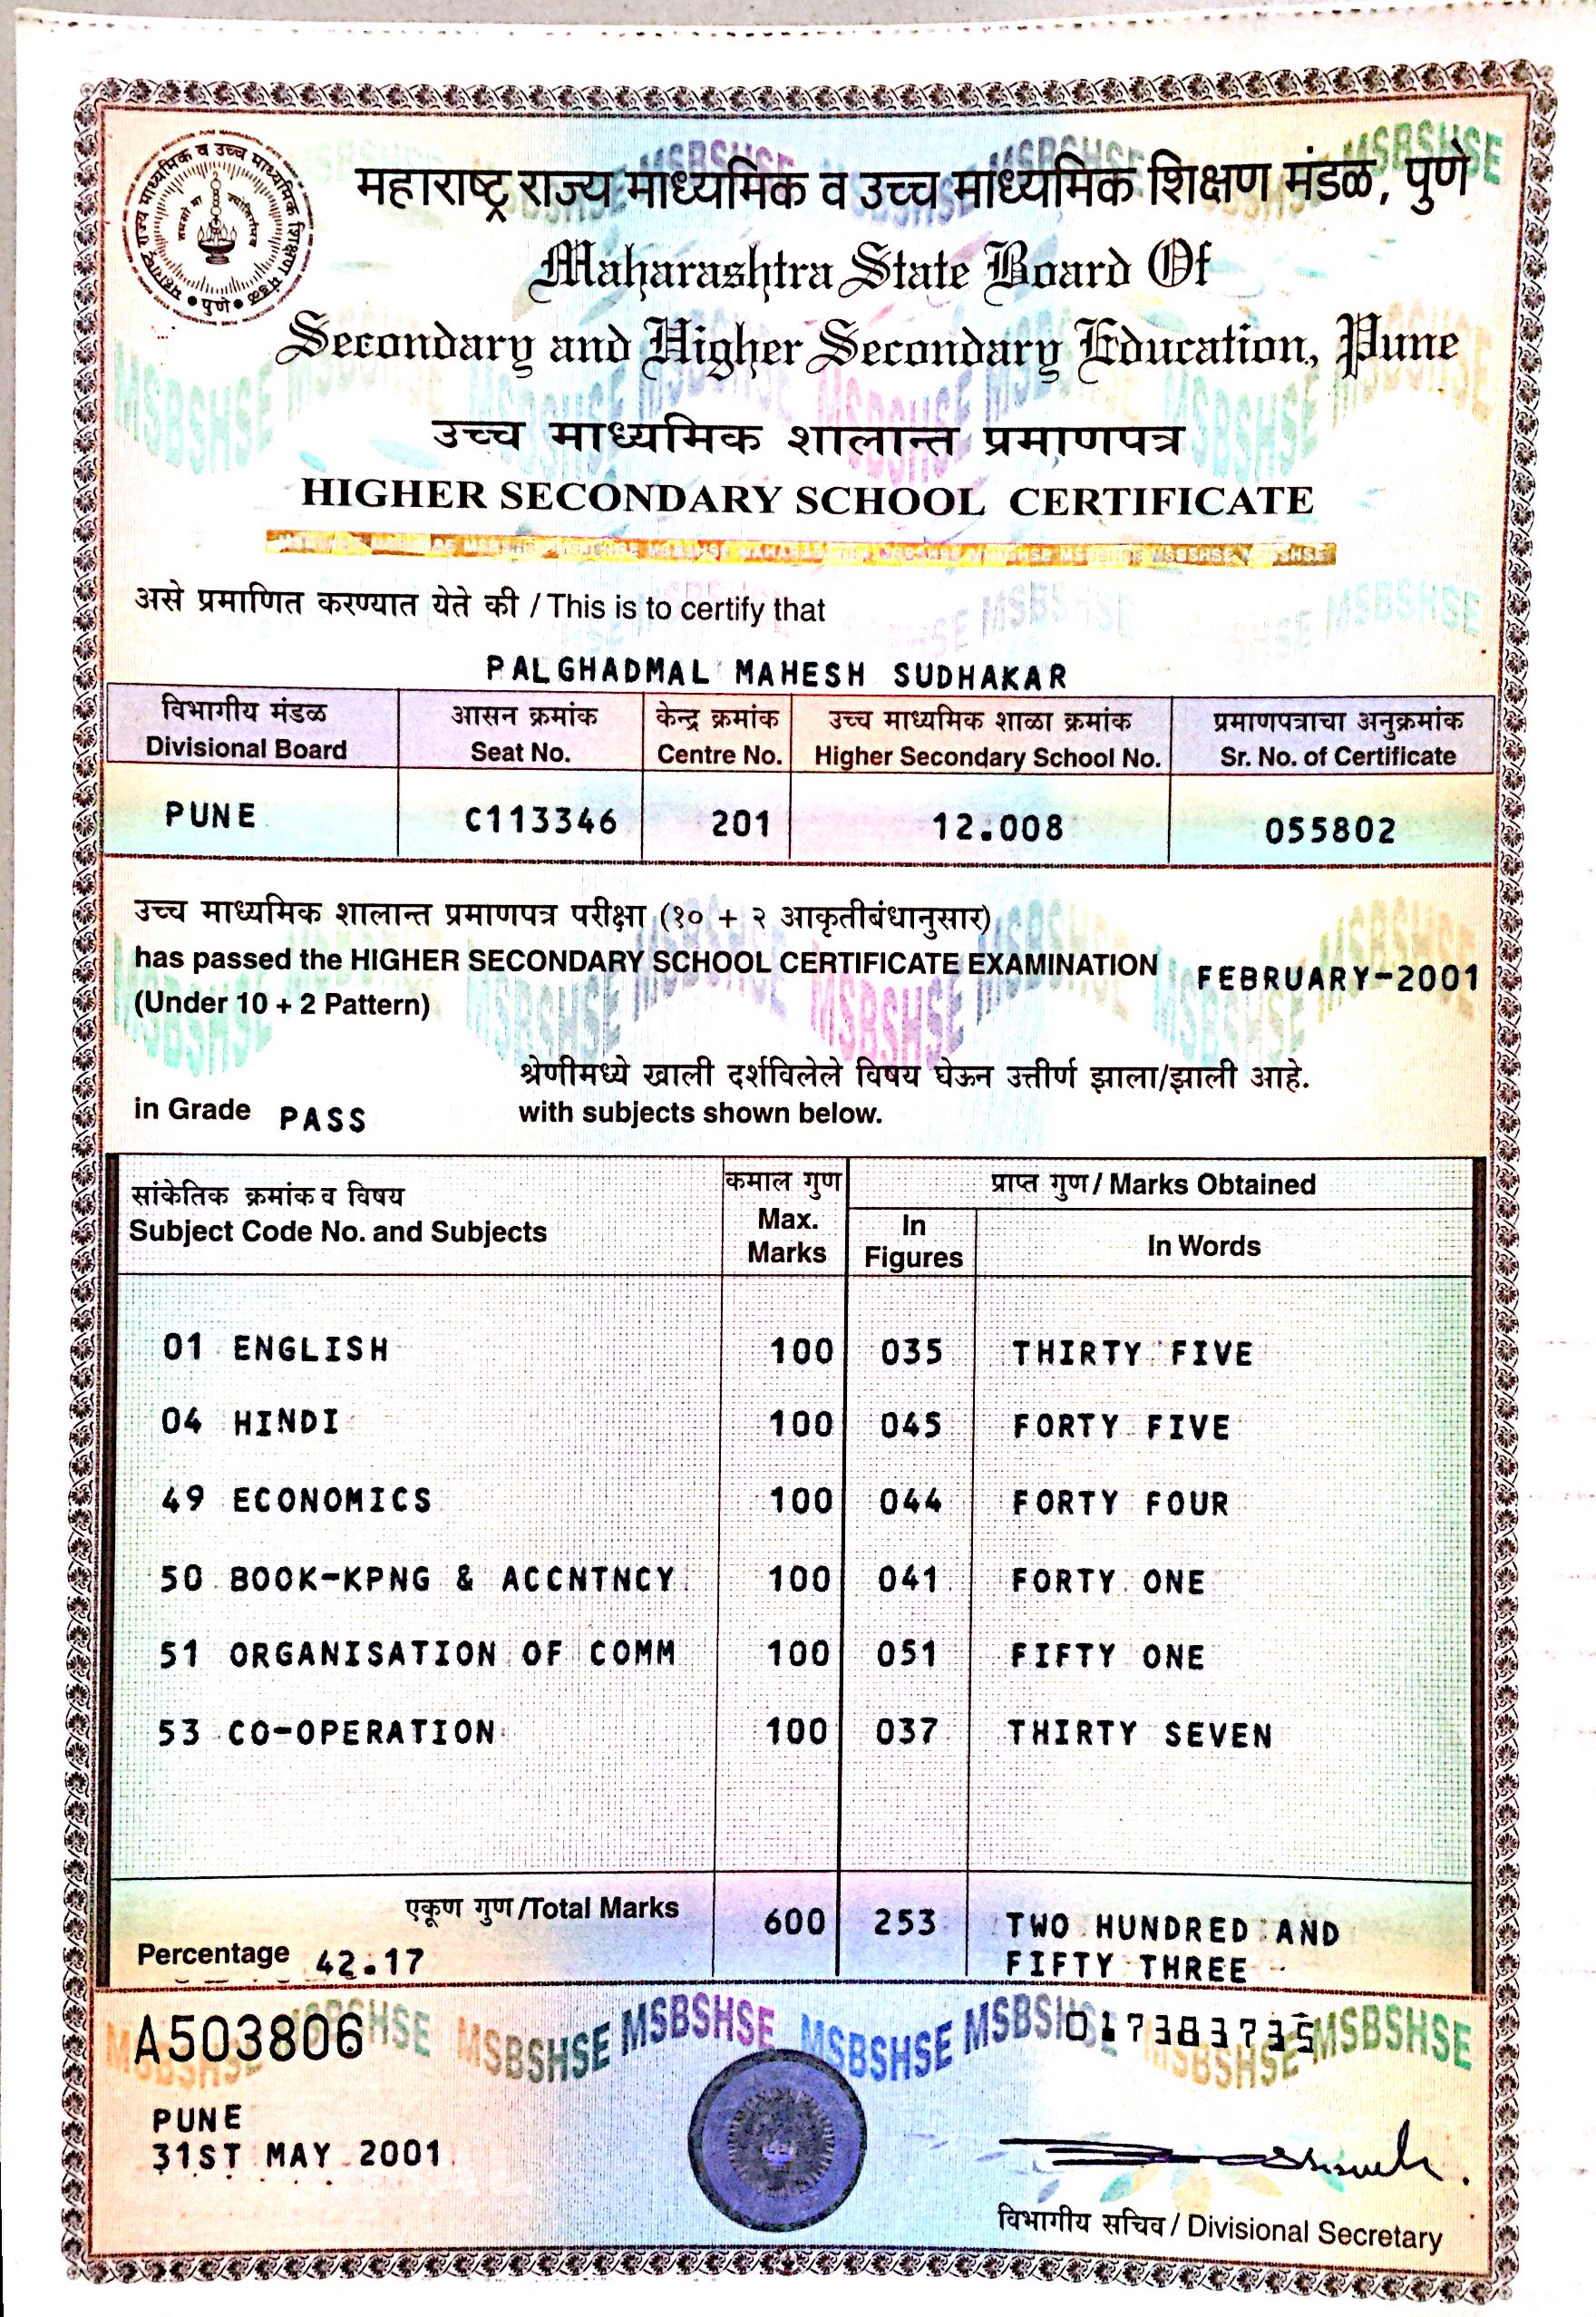 महाराष्ट्र राज्य माध्यमिक व उच्च माध्यमिक शिक्षण मंडळ, पुणे
Maharashtra State Board Of
Secondary and Higher Secondary Education, Pune
उच्च माध्यमिक शालान्त प्रमाणपत्र
HIGHER SECONDARY SCHOOL CERTIFICATE
असे प्रमाणित करण्यात येते की / This is to certify that
PALGHADMAL MAHESH SUDHAKAR
विभागीय मंडळ आसन क्रमांक केन्द्र क्रमांक उच्च माध्यमिक शाळा क्रमांक प्रमाणपत्राचा अनुक्रमांक
Divisional Board Seat No. Centre No. Higher Secondary School No. Sr. No. of Certificate
PUNE C113346 201 12.008 055802
उच्च माध्यमिक शालान्त प्रमाणपत्र परीक्षा (१० + २ आकृतीबंधानुसार)
has passed the HIGHER SECONDARY SCHOOL CERTIFICATE EXAMINATION FEBRUARY-2001
(Under 10 + 2 Pattern)
श्रेणीमध्ये खाली दर्शविलेले विषय घेऊन उत्तीर्ण झाला/झाली आहे.
in Grade PASS with subjects shown below.
सांकेतिक क्रमांक व विषय कमाल गुण प्राप्त गुण / Marks Obtained
Subject Code No. and Subjects Max. Marks In Figures In Words
01 ENGLISH 100 035 THIRTY FIVE
04 HINDI 100 045 FORTY FIVE
49 ECONOMICS 100 044 FORTY FOUR
50 BOOK-KPNG & ACCNTNCY 100 041 FORTY ONE
51 ORGANISATION OF COMM 100 051 FIFTY ONE
53 CO-OPERATION 100 037 THIRTY SEVEN
एकूण गुण/Total Marks 600 253 TWO HUNDRED AND
Percentage 42.17 FIFTY THREE
A503806 017383735
PUNE
31ST MAY 2001
विभागीय सचिव / Divisional Secretary